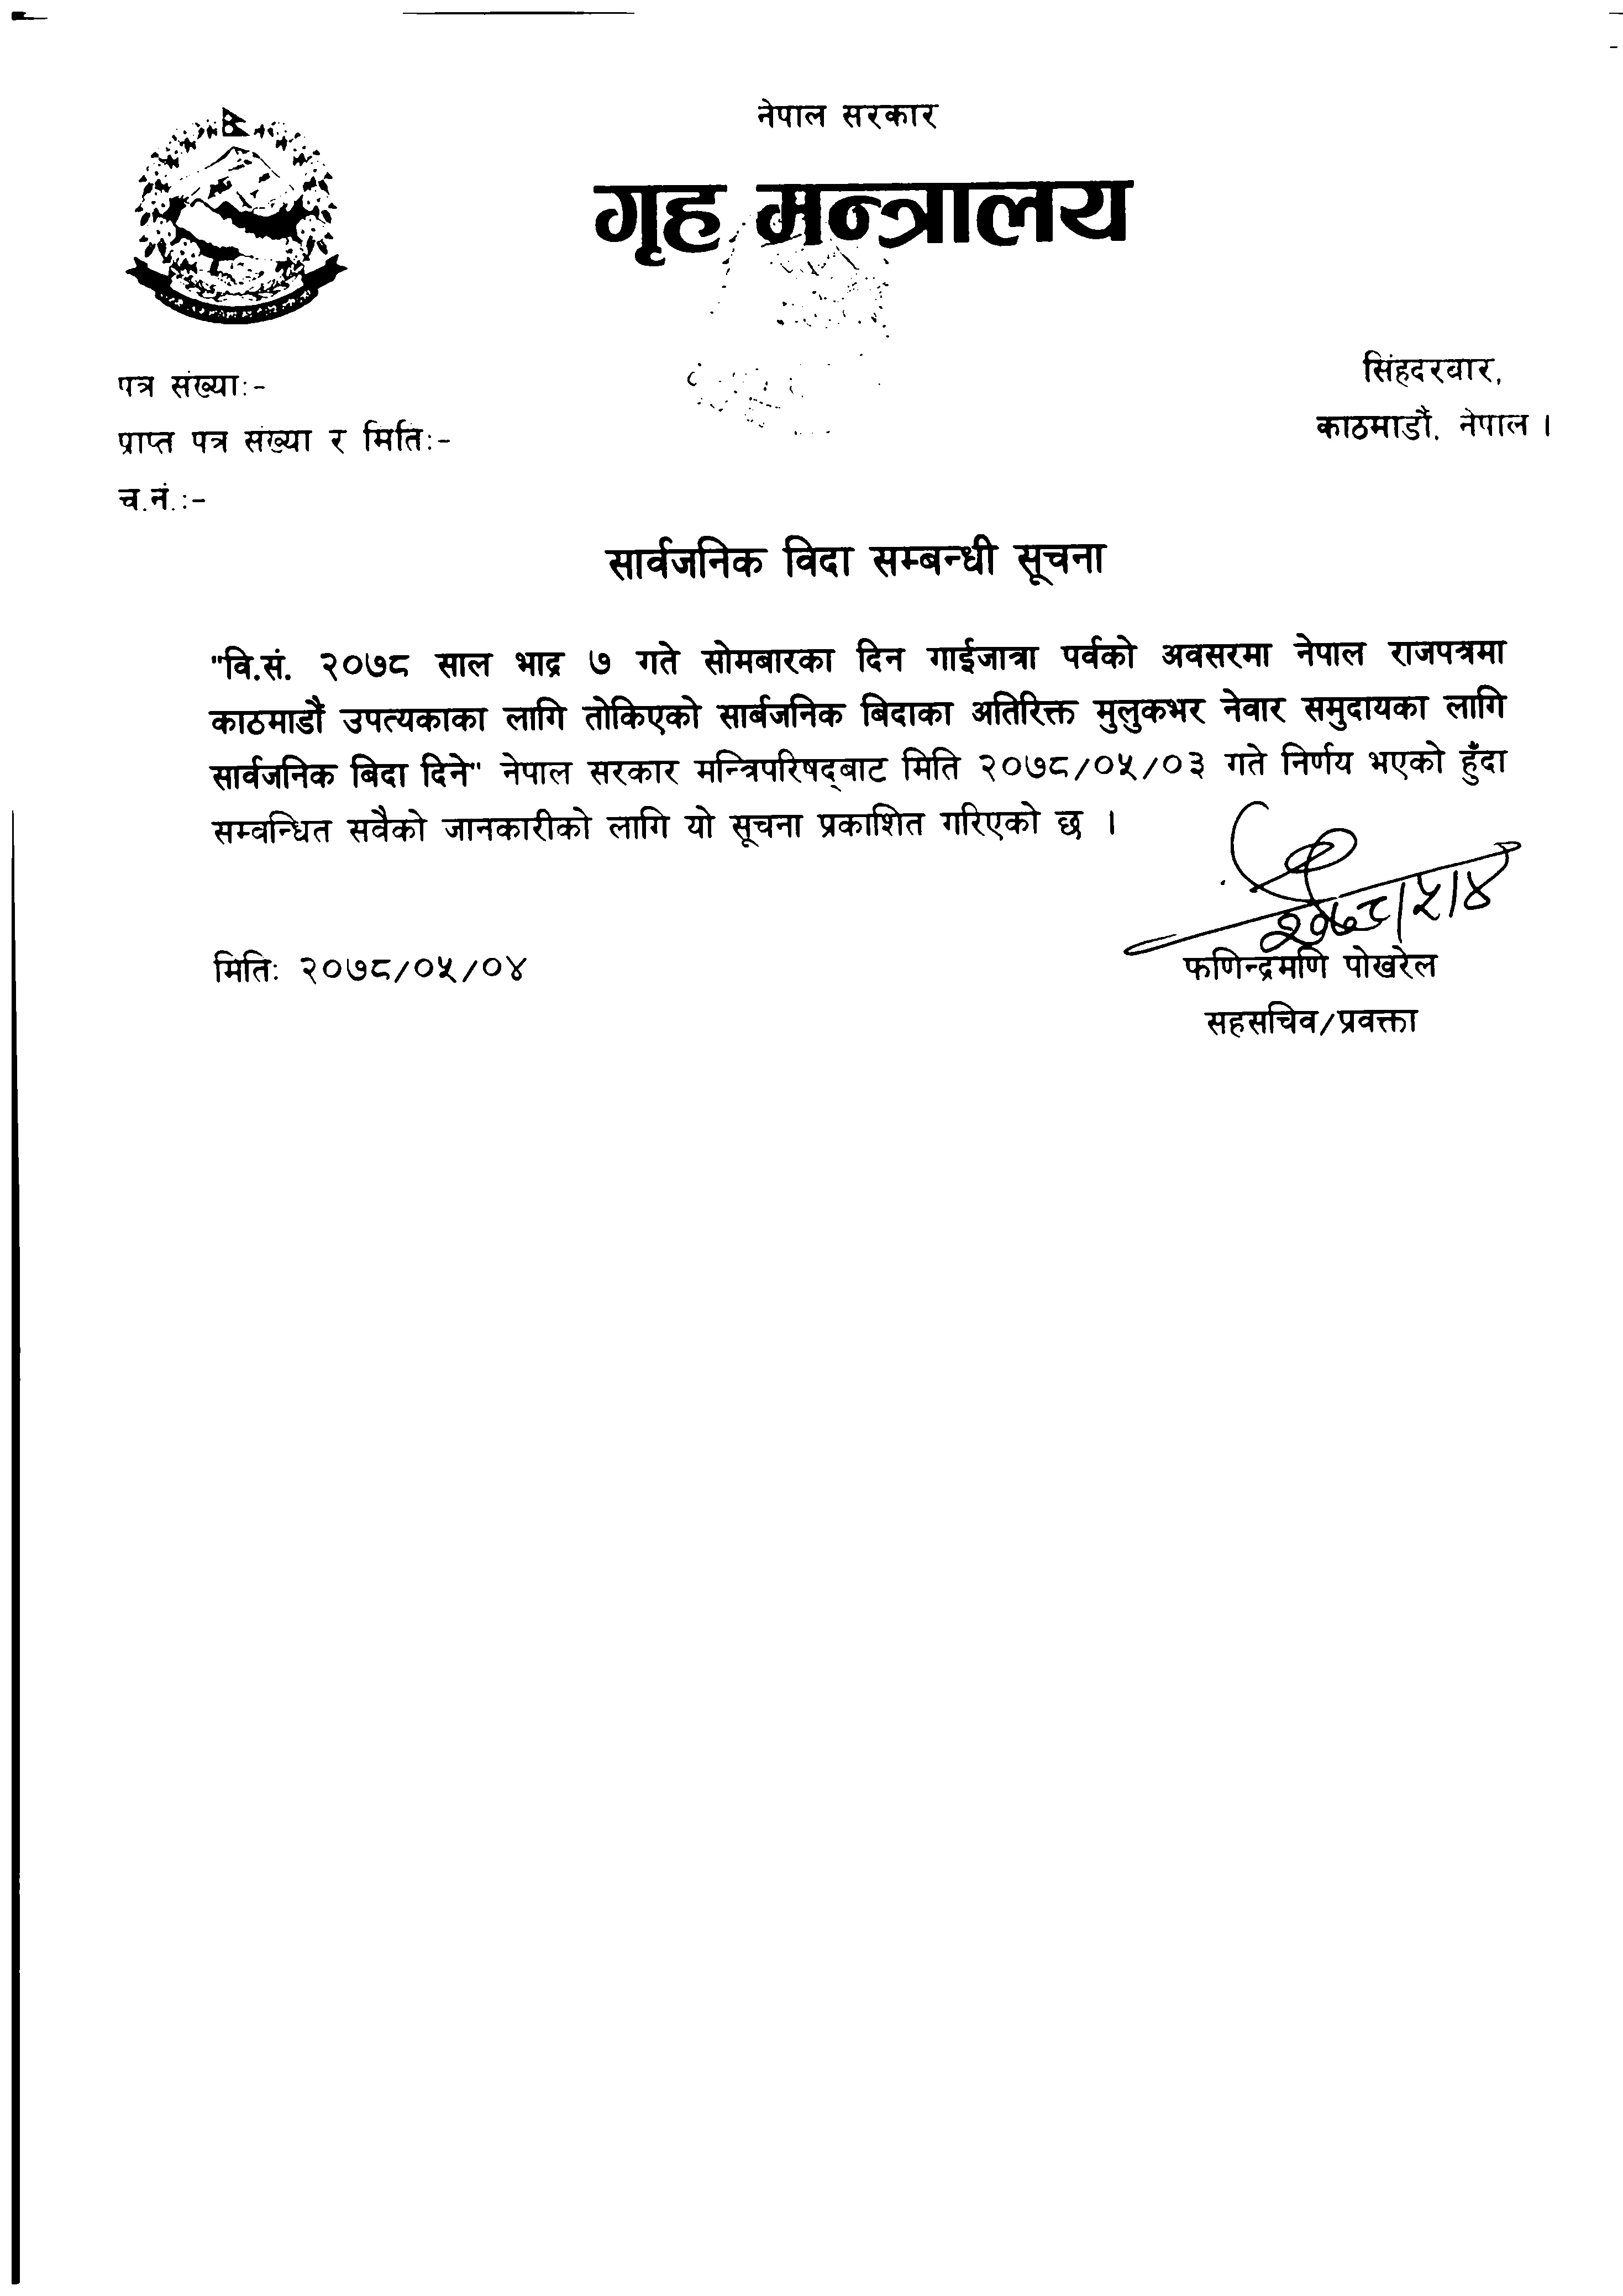 नेपाल सरकार
गृह मन्त्रालय
पत्र संख्याः-
सिंहदरवार,
प्राप्त पत्र संख्या र मितिः-
काठमाडौं, नेपाल ।
च.नं.:-
सार्वजनिक विदा सम्बन्धी सूचना
"वि.सं. २०७८ साल भाद्र ७ गते सोमबारका दिन गाईजात्रा पर्वको अवसरमा नेपाल राजपत्रमा
काठमाडौं उपत्यकाका लागि तोकिएको सार्बजनिक बिदाका अतिरिक्त मुलुकभर नेवार समुदायका लागि
सार्वजनिक बिदा दिने" नेपाल सरकार मन्त्रिपरिषद्बाट मिति २०७८/०५/०३ गते निर्णय भएको हुँदा
सम्वन्धित सवैको जानकारीको लागि यो सूचना प्रकाशित गरिएको छ ।
२०७८/५/४
मितिः २०७८/०५/०४
फणिन्द्रमणि पोखरेल
सहसचिव/प्रवक्ता